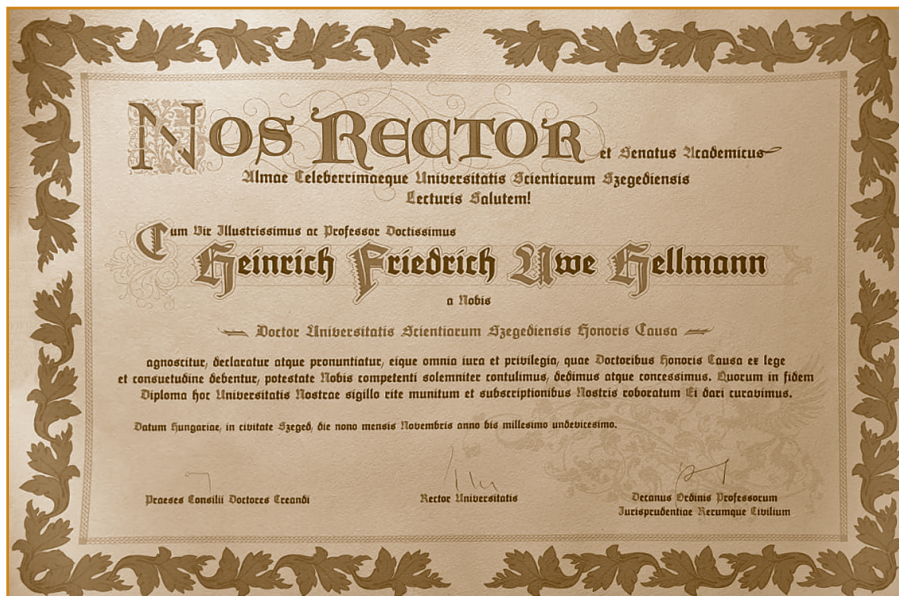 NOS RECTOR et Senatus Academicus
Almae Celeberrimaeque Universitatis Scientiarum Szegediensis
Lecturis Salutem!
Cum Vir Illustrissimus ac Professor Doctissimus
Heinrich Friedrich Uwe Hellmann
a Nobis
Doctor Universitatis Scientiarum Szegediensis Honoris Causa
agnoscitur, declaratur atque pronuntiatur, eique omnia iura et privilegia, quae Doctoribus Honoris Causa ex lege
et consuetudine debentur, potestate Nobis competenti solemniter contulimus, dedimus atque concessimus. Quorum in fidem
Diploma hoc Universitatis Nostrae sigillo rite munitum et subscriptionibus Nostris roboratum Ei dari curavimus.
Datum Hungariae, in civitate Szeged, die nono mensis Novembris anno bis millesimo undevicesimo.
Praeses Consilii Doctores Creandi
Rector Universitatis
Decanus Ordinis Professorum
Jurisprudentiae Rerumque Civilium